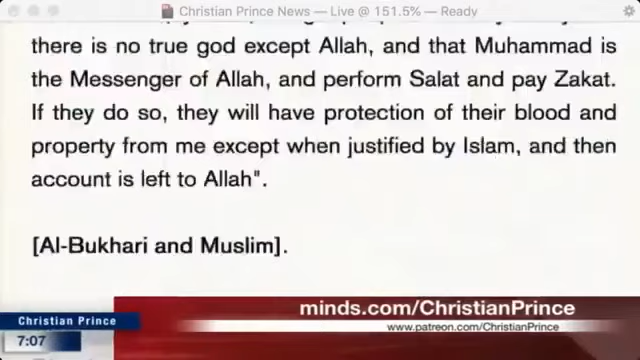 Christian Prince News — Live @ 151.5% — Ready
there is no true god except Allah, and that Muhammad is
the Messenger of Allah, and perform Salat and pay Zakat.
If they do so, they will have protection of their blood and
property from me except when justified by Islam, and then
account is left to Allah".
[Al-Bukhari and Muslim].
minds.com/ChristianPrince
www.patreon.com/ChristianPrince
Christian Prince
7:07